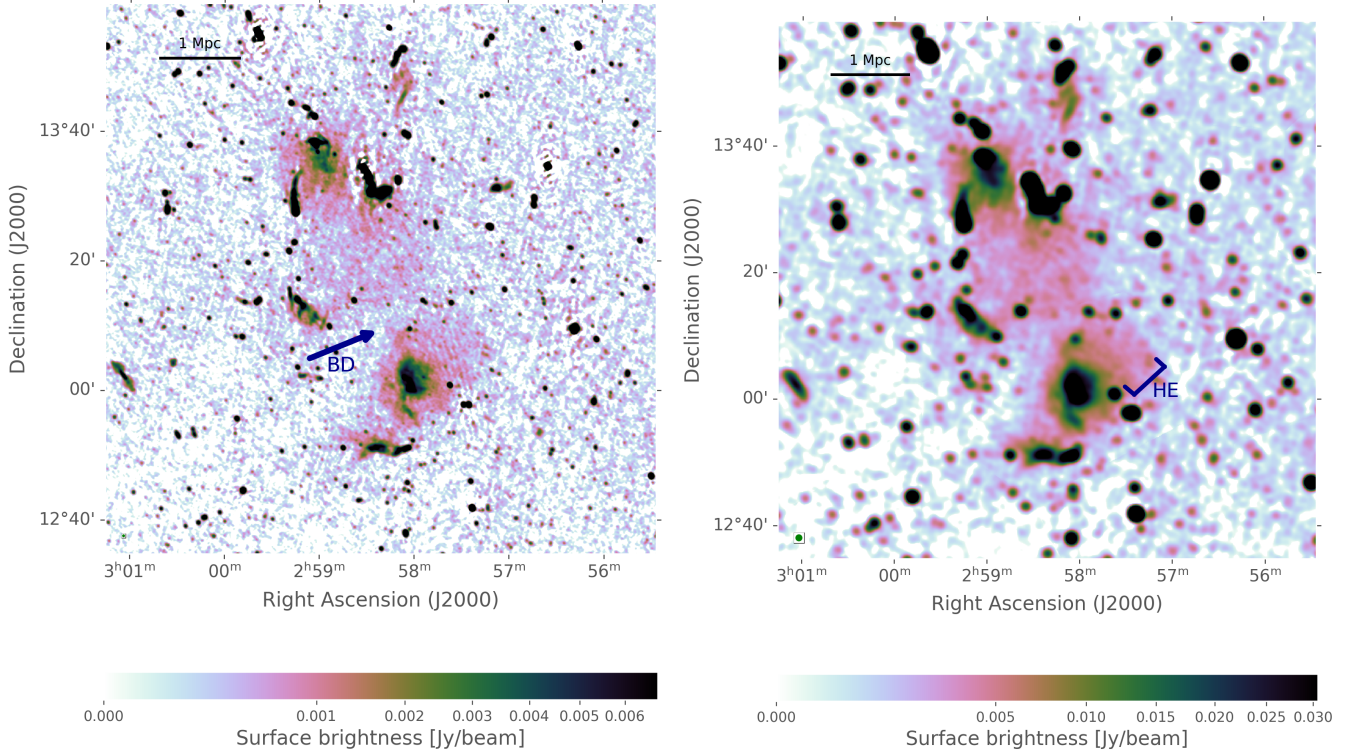 1 Mpc
13°40'
20'
00'
12°40'
Declination (J2000)
BD
3ʰ01ᵐ 00ᵐ 2ʰ59ᵐ 58ᵐ 57ᵐ 56ᵐ
Right Ascension (J2000)
0.000 0.001 0.002 0.003 0.004 0.005 0.006
Surface brightness [Jy/beam]
1 Mpc
13°40'
20'
00'
12°40'
Declination (J2000)
HE
3ʰ01ᵐ 00ᵐ 2ʰ59ᵐ 58ᵐ 57ᵐ 56ᵐ
Right Ascension (J2000)
0.000 0.005 0.010 0.015 0.020 0.025 0.030
Surface brightness [Jy/beam]